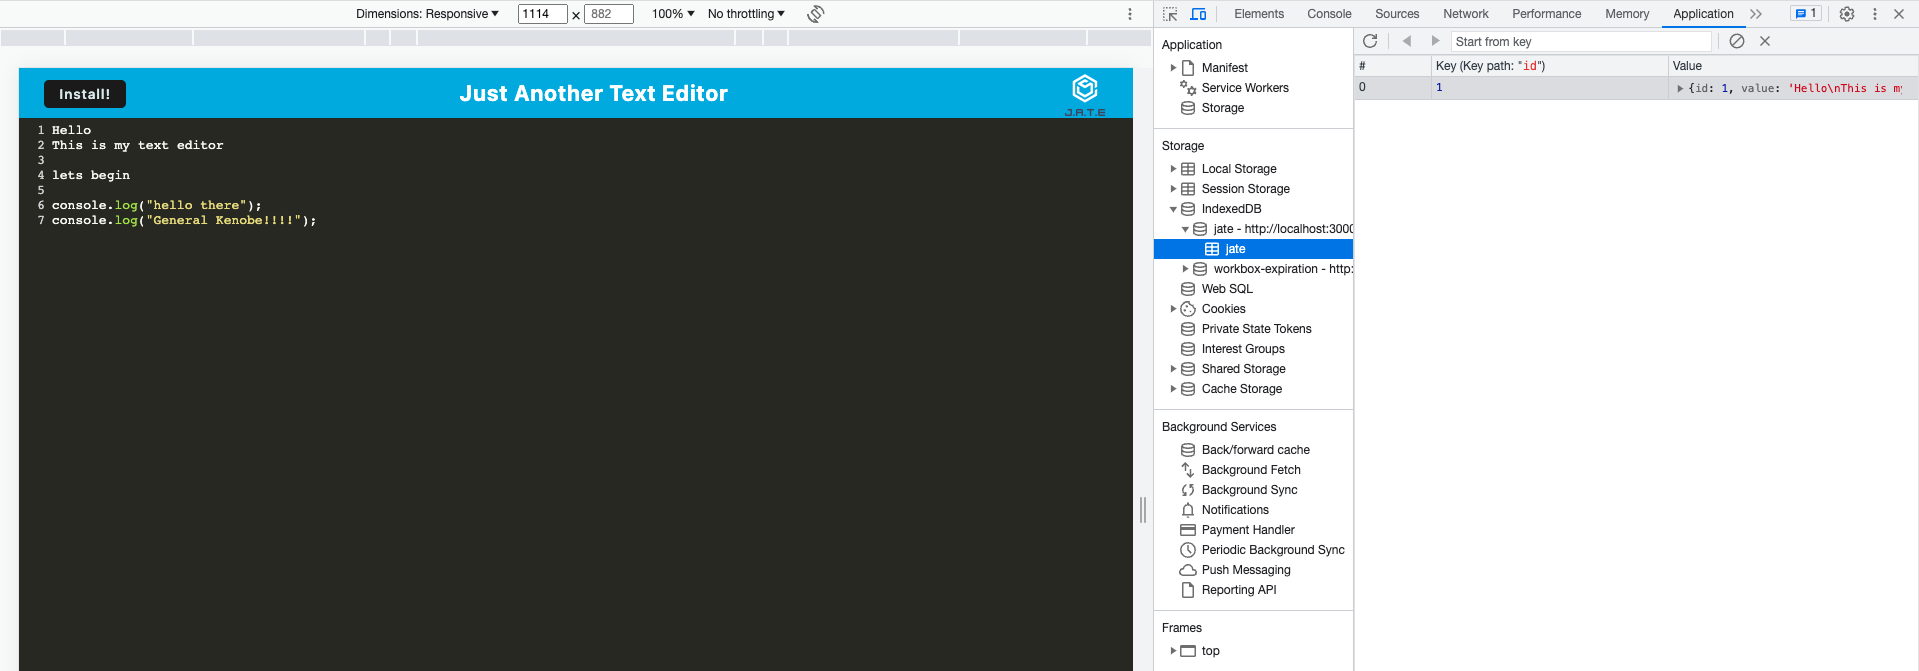 Dimensions: Responsive 1114 x 882 100% No throttling
Elements Console Sources Network Performance Memory Application 1
Install!
Just Another Text Editor
J.A.T.E
1 Hello
2 This is my text editor
3
4 lets begin
5
6 console.log("hello there");
7 console.log("General Kenobe!!!!");
Application
Manifest
Service Workers
Storage
Storage
Local Storage
Session Storage
IndexedDB
jate - http://localhost:3000
jate
workbox-expiration - http:
Web SQL
Cookies
Private State Tokens
Interest Groups
Shared Storage
Cache Storage
Background Services
Back/forward cache
Background Fetch
Background Sync
Notifications
Payment Handler
Periodic Background Sync
Push Messaging
Reporting API
Frames
top
Start from key
# Key (Key path: "id") Value
0 1 {id: 1, value: 'Hello\nThis is my